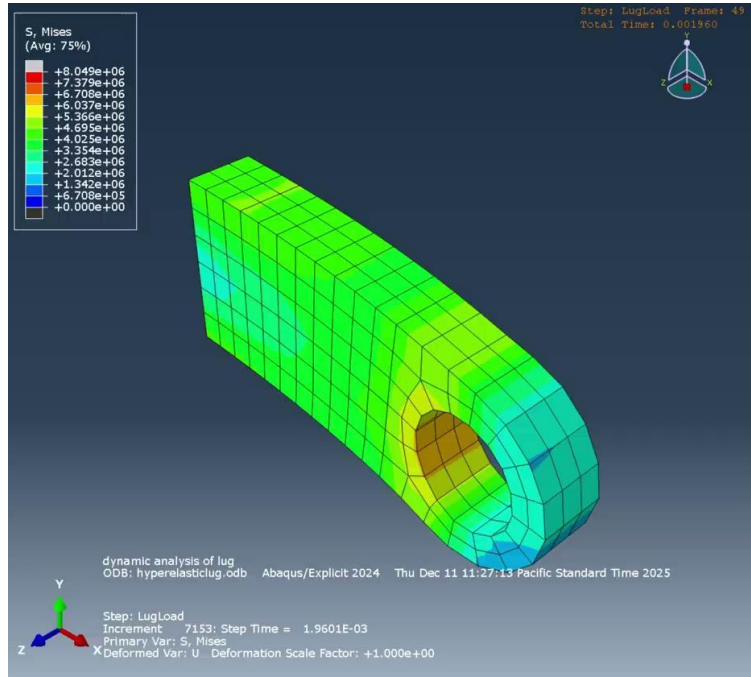 Step: LugLoad Frame: 49
Total Time: 0.001960
S, Mises
(Avg: 75%)
+8.049e+06
+7.379e+06
+6.708e+06
+6.037e+06
+5.366e+06
+4.695e+06
+4.025e+06
+3.354e+06
+2.683e+06
+2.012e+06
+1.342e+06
+6.708e+05
+0.000e+00
Y
Z X
dynamic analysis of lug
ODB: hyperelasticlug.odb Abaqus/Explicit 2024 Thu Dec 11 11:27:13 Pacific Standard Time 2025
Y
Z X
Step: LugLoad
Increment 7153: Step Time = 1.9601E-03
Primary Var: S, Mises
Deformed Var: U Deformation Scale Factor: +1.000e+00